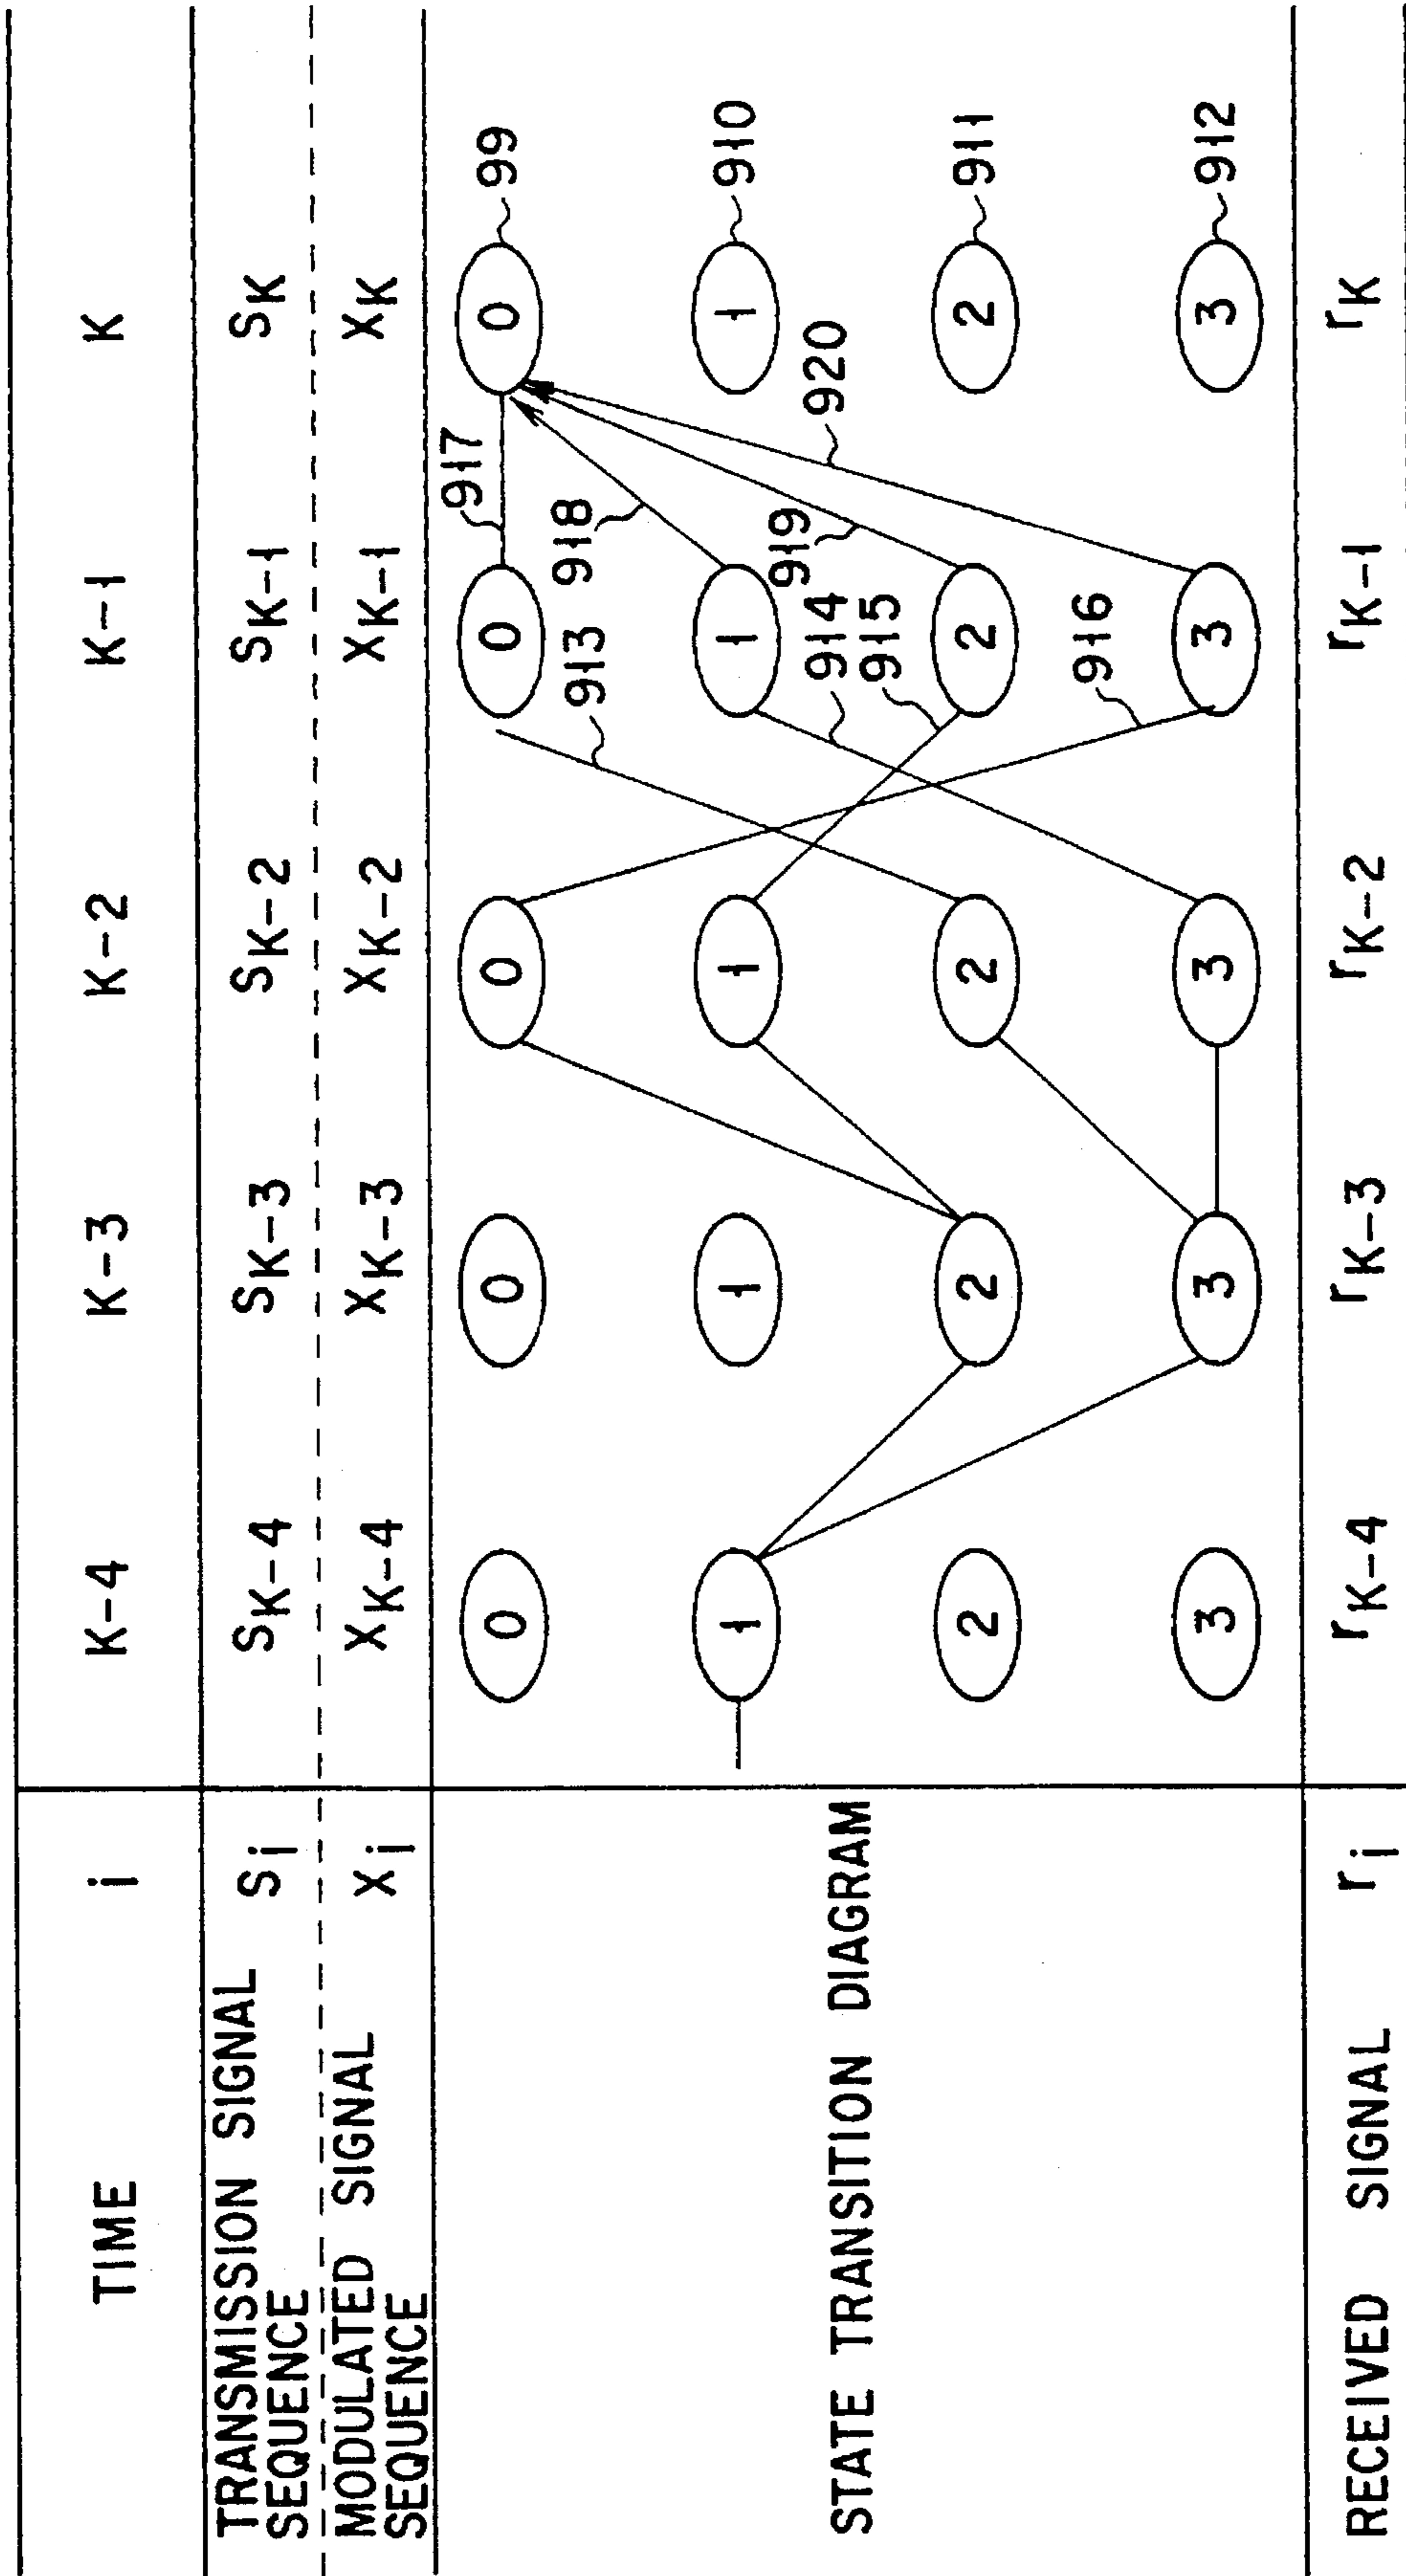 TIME i K-4 K-3 K-2 K-1 K
TRANSMISSION SIGNAL
SEQUENCE Si SK-4 SK-3 SK-2 SK-1 SK
MODULATED SIGNAL
SEQUENCE Xi XK-4 XK-3 XK-2 XK-1 XK
0 0 0 0 0 99
917
918
913
1 1 1 1 1 910
STATE TRANSITION DIAGRAM
919
920
914
915
2 2 2 2 2 911
916
3 3 3 3 3 912
RECEIVED SIGNAL ri rK-4 rK-3 rK-2 rK-1 rK